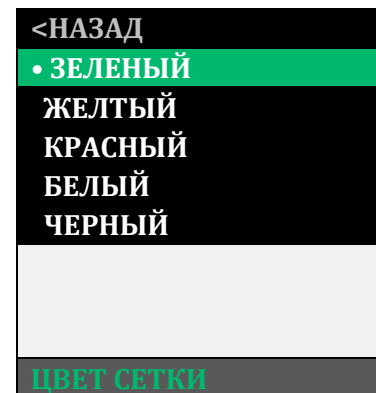 <НАЗАД
• ЗЕЛЕНЫЙ
ЖЕЛТЫЙ
КРАСНЫЙ
БЕЛЫЙ
ЧЕРНЫЙ
ЦВЕТ СЕТКИ